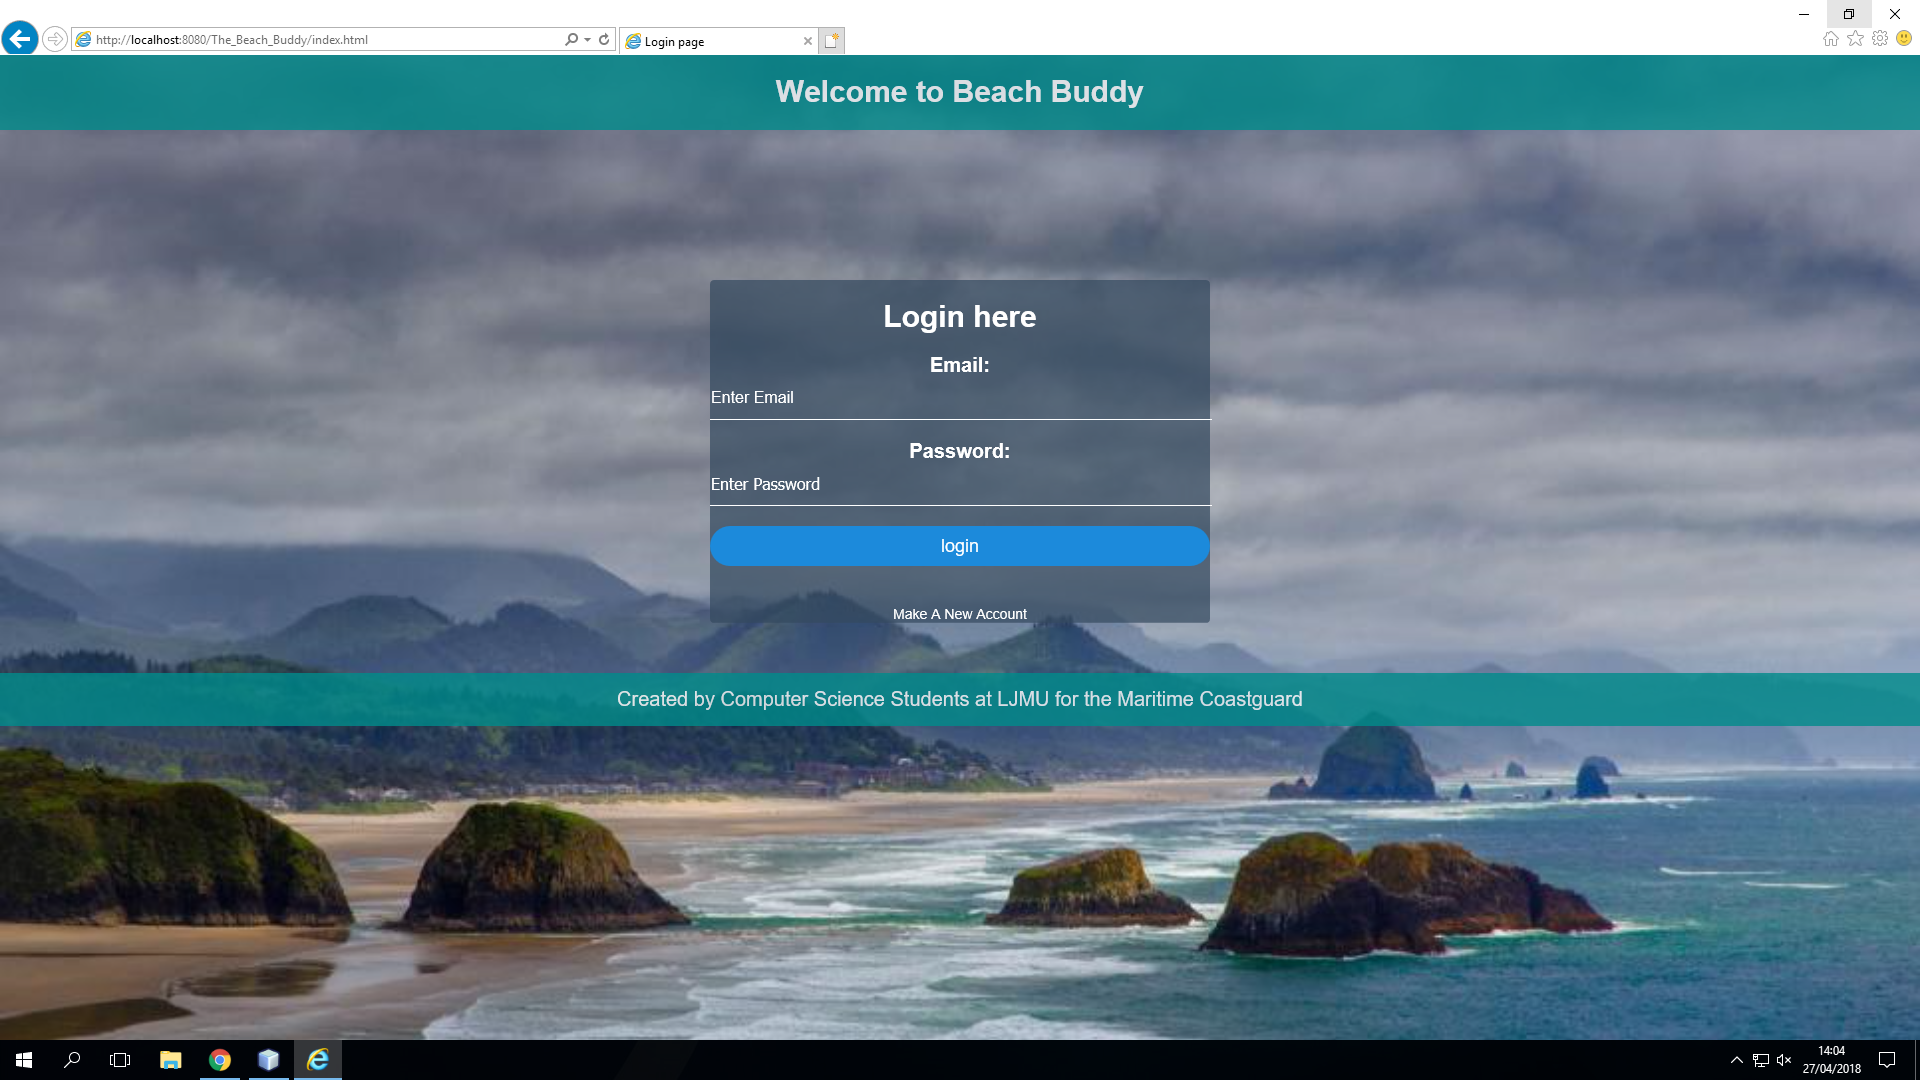 http://localhost:8080/The_Beach_Buddy/index.html
Login page
Welcome to Beach Buddy
Login here
Email:
Enter Email
Password:
Enter Password
login
Make A New Account
Created by Computer Science Students at LJMU for the Maritime Coastguard
14:04
27/04/2018